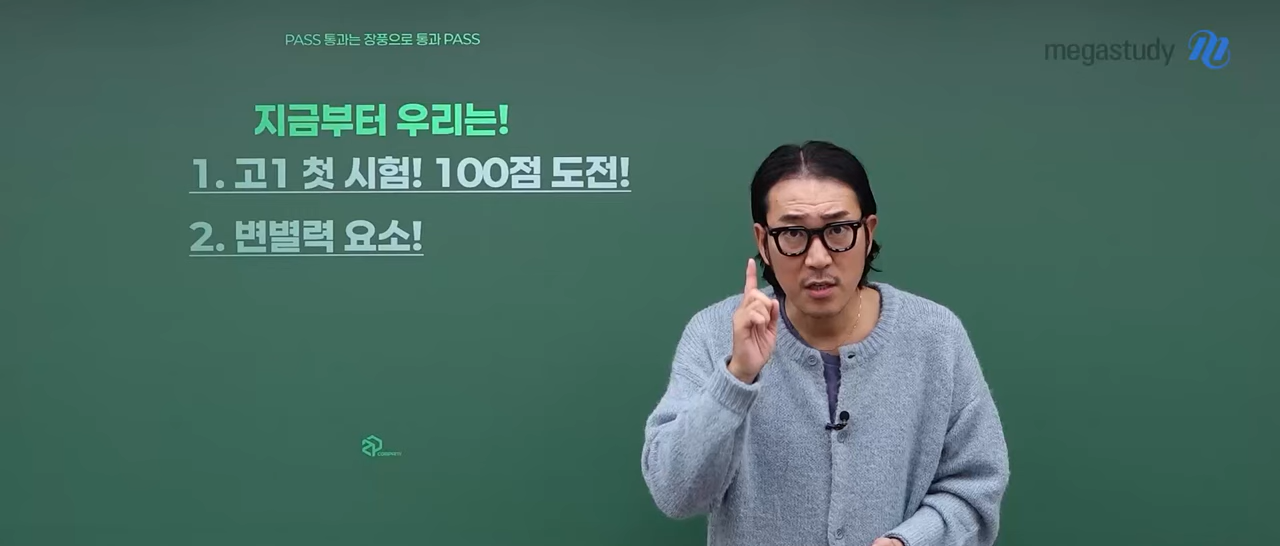 PASS 통과는 장풍으로 통과 PASS
megastudy
지금부터 우리는!
1. 고1 첫 시험! 100점 도전!
2. 변별력 요소!